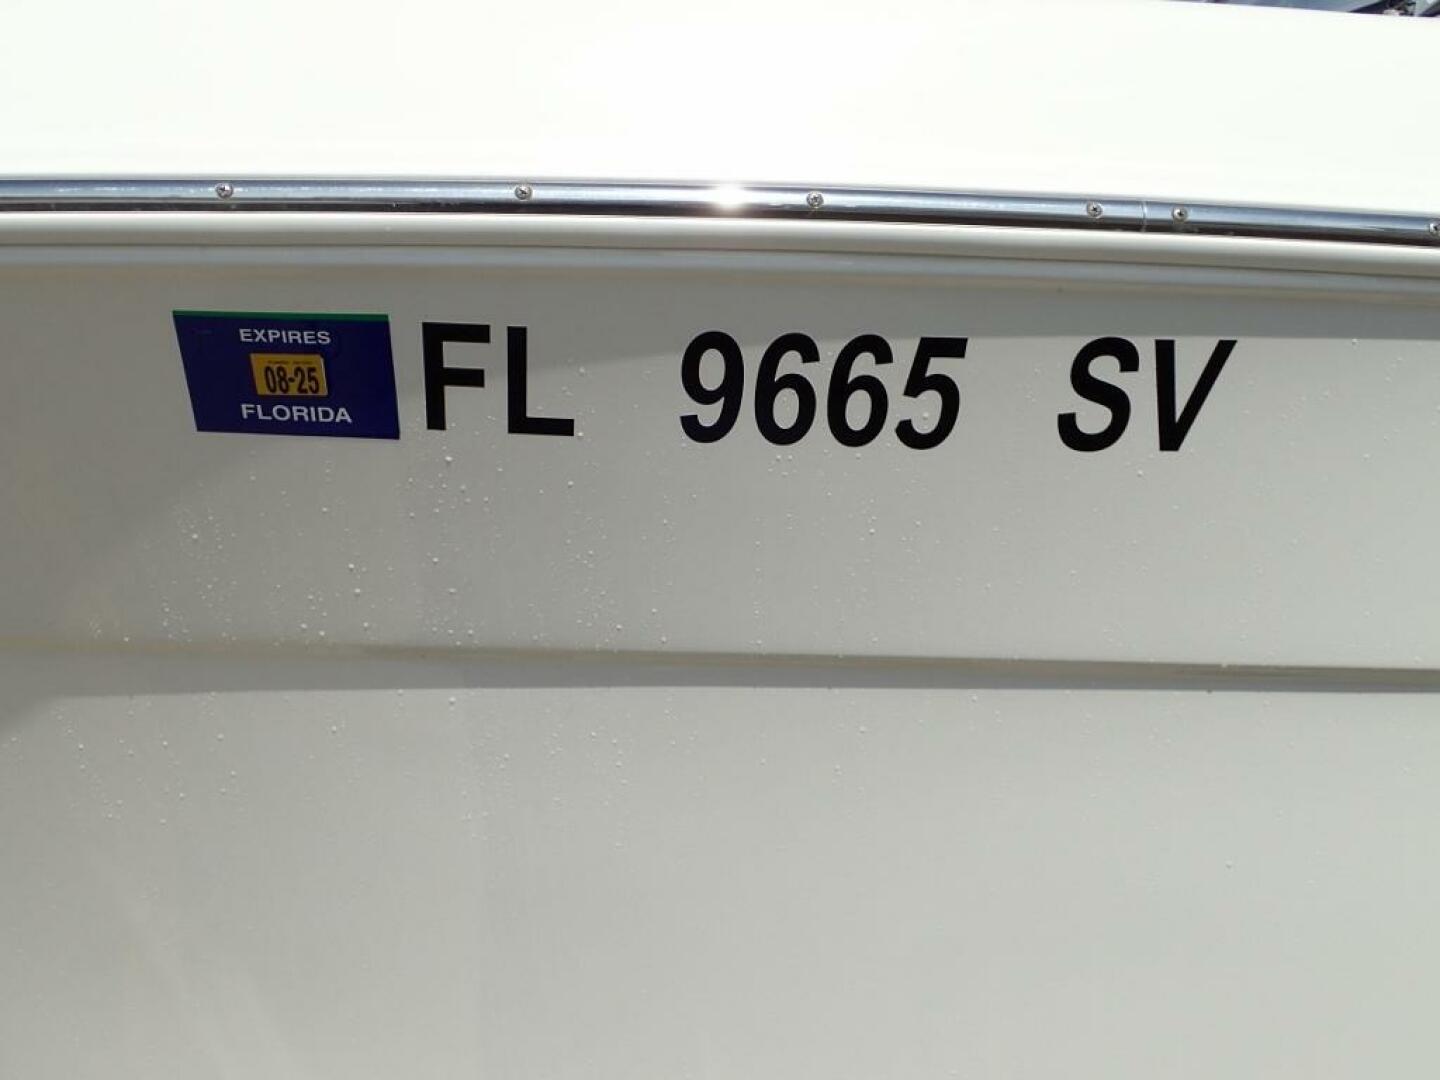 EXPIRES
08-25
FLORIDA
FL 9665 SV